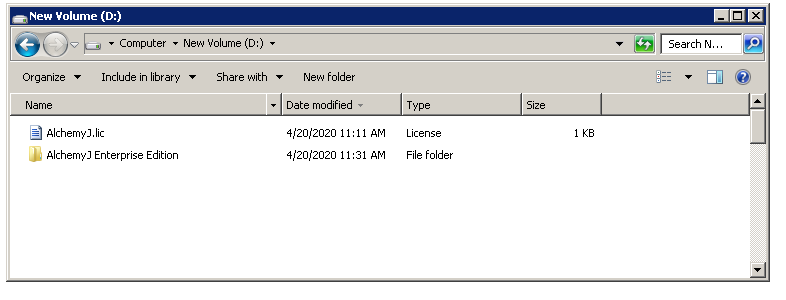 New Volume (D:)
Computer New Volume (D:) Search N...
Organize Include in library Share with New folder
Name Date modified Type Size
AlchemyJ.lic 4/20/2020 11:11 AM License 1 KB
AlchemyJ Enterprise Edition 4/20/2020 11:31 AM File folder